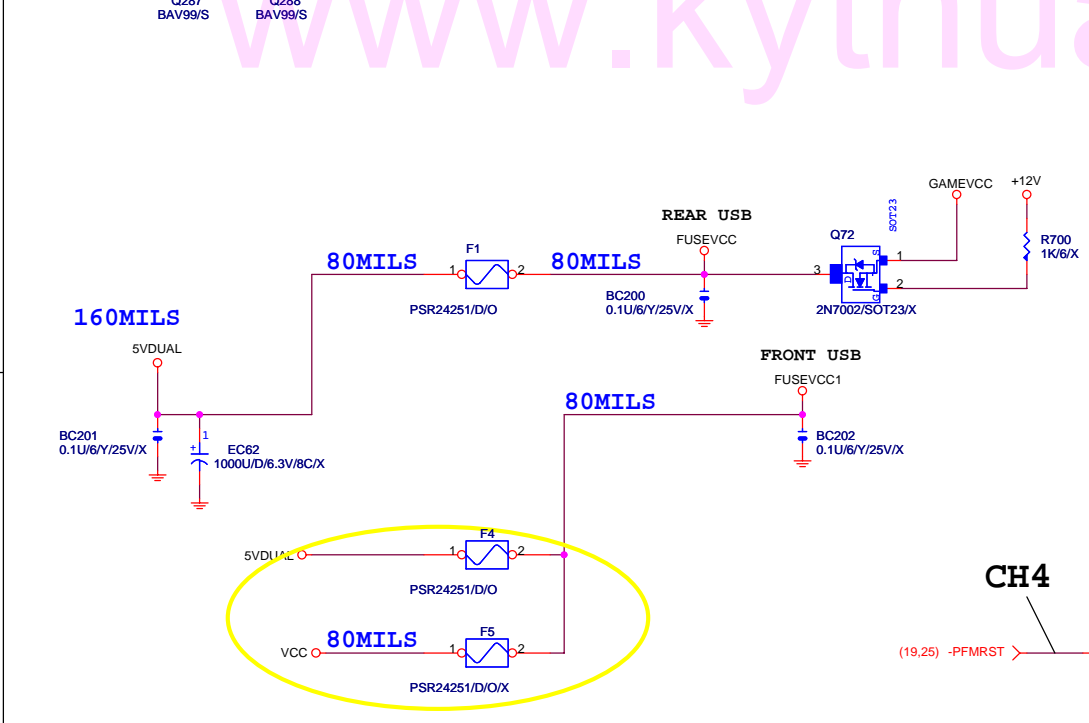 Q287
BAV99/S
Q288
BAV99/S
www.kythua
GAMEVCC
+12V
SOT23
REAR USB
FUSEVCC
Q72
R700
1K/6/X
F1
80MILS
80MILS
1
2
3
D
S
G
1
2
PSR24251/D/O
BC200
0.1U/6/Y/25V/X
2N7002/SOT23/X
160MILS
5VDUAL
FRONT USB
FUSEVCC1
80MILS
BC201
0.1U/6/Y/25V/X
1
+
EC62
1000U/D/6.3V/8C/X
BC202
0.1U/6/Y/25V/X
F4
5VDUAL
1
2
PSR24251/D/O
CH4
F5
80MILS
VCC
1
2
(19,25) -PFMRST
PSR24251/D/O/X